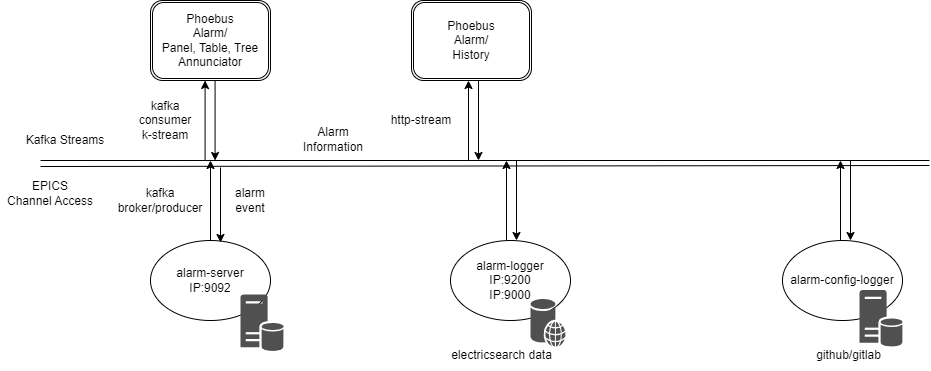 Phoebus
Alarm/
Panel, Table, Tree
Annunciator
Phoebus
Alarm/
History
kafka
consumer
k-stream
http-stream
Kafka Streams
Alarm
Information
EPICS
Channel Access
kafka
broker/producer
alarm
event
alarm-server
IP:9092
alarm-logger
IP:9200
IP:9000
alarm-config-logger
electricsearch data
github/gitlab